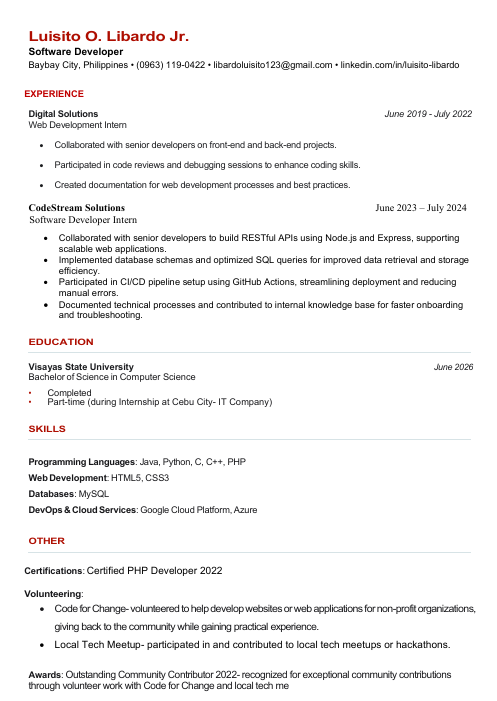 Luisito O. Libardo Jr.
Software Developer
Baybay City, Philippines • (0963) 119-0422 • libardoluisito123@gmail.com • linkedin.com/in/luisito-libardo
EXPERIENCE
Digital Solutions June 2019 - July 2022
Web Development Intern
• Collaborated with senior developers on front-end and back-end projects.
• Participated in code reviews and debugging sessions to enhance coding skills.
• Created documentation for web development processes and best practices.
CodeStream Solutions June 2023 – July 2024
Software Developer Intern
• Collaborated with senior developers to build RESTful APIs using Node.js and Express, supporting
scalable web applications.
• Implemented database schemas and optimized SQL queries for improved data retrieval and storage
efficiency.
• Participated in CI/CD pipeline setup using GitHub Actions, streamlining deployment and reducing
manual errors.
• Documented technical processes and contributed to internal knowledge base for faster onboarding
and troubleshooting.
EDUCATION
Visayas State University June 2026
Bachelor of Science in Computer Science
• Completed
• Part-time (during Internship at Cebu City- IT Company)
SKILLS
Programming Languages: Java, Python, C, C++, PHP
Web Development: HTML5, CSS3
Databases: MySQL
DevOps & Cloud Services: Google Cloud Platform, Azure
OTHER
Certifications: Certified PHP Developer 2022
Volunteering:
• Code for Change- volunteered to help develop websites or web applications for non-profit organizations,
giving back to the community while gaining practical experience.
• Local Tech Meetup- participated in and contributed to local tech meetups or hackathons.
Awards: Outstanding Community Contributor 2022- recognized for exceptional community contributions
through volunteer work with Code for Change and local tech me